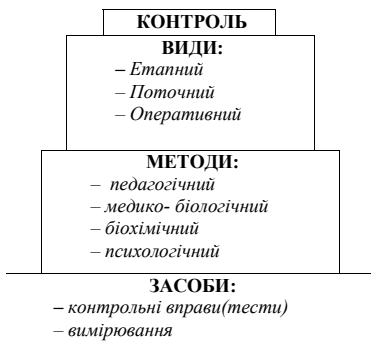 КОНТРОЛЬ
ВИДИ:
– Етапний
– Поточний
– Оперативний
МЕТОДИ:
– педагогічний
– медико- біологічний
– біохімічний
– психологічний
ЗАСОБИ:
– контрольні вправи(тести)
– вимірювання